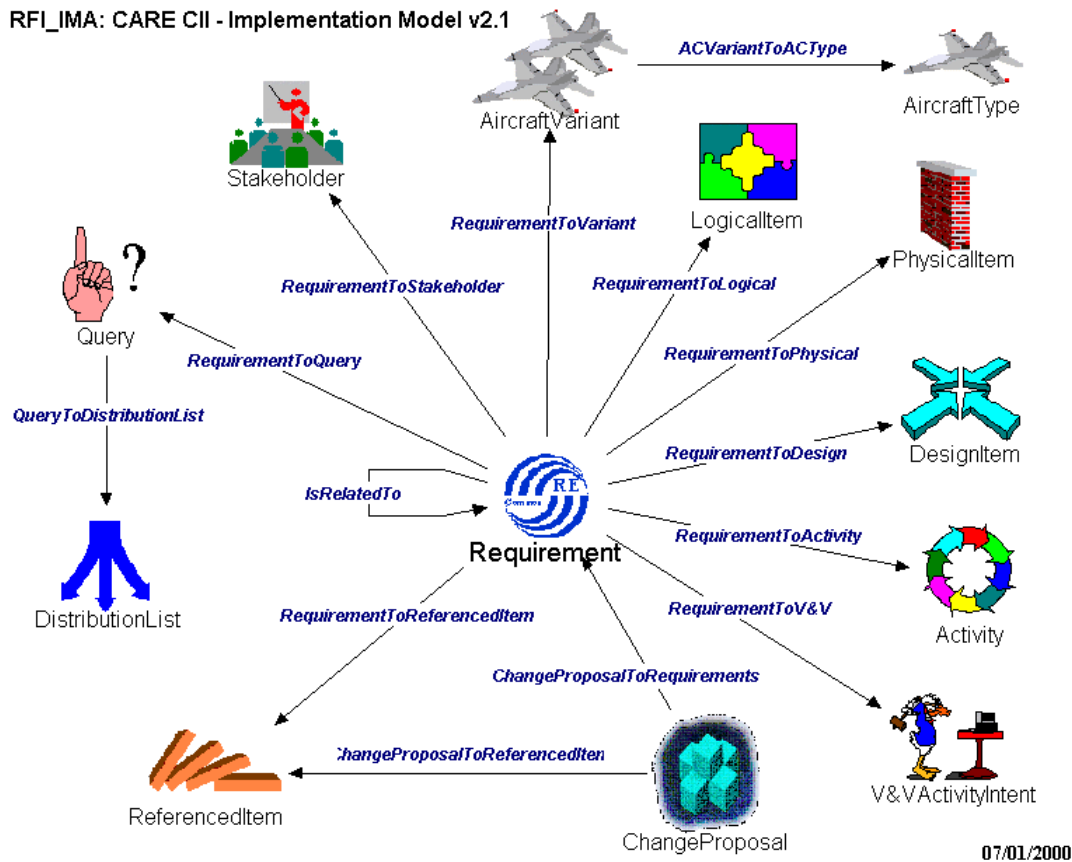 RFI_IMA: CARE CII - Implementation Model v2.1
ACVariantToACType
AircraftVariant
AircraftType
Stakeholder
LogicalItem
RequirementToVariant
PhysicalItem
?
RequirementToStakeholder
RequirementToLogical
Query
RequirementToQuery
RequirementToPhysical
QueryToDistributionList
RequirementToDesign
DesignItem
IsRelatedTo
RE
Requirement
RequirementToActivity
RequirementToReferencedItem
RequirementToV&V
DistributionList
Activity
ChangeProposalToRequirements
ChangeProposalToReferencedIten
V&VActivityIntent
ReferencedItem
ChangeProposal
07/01/2000